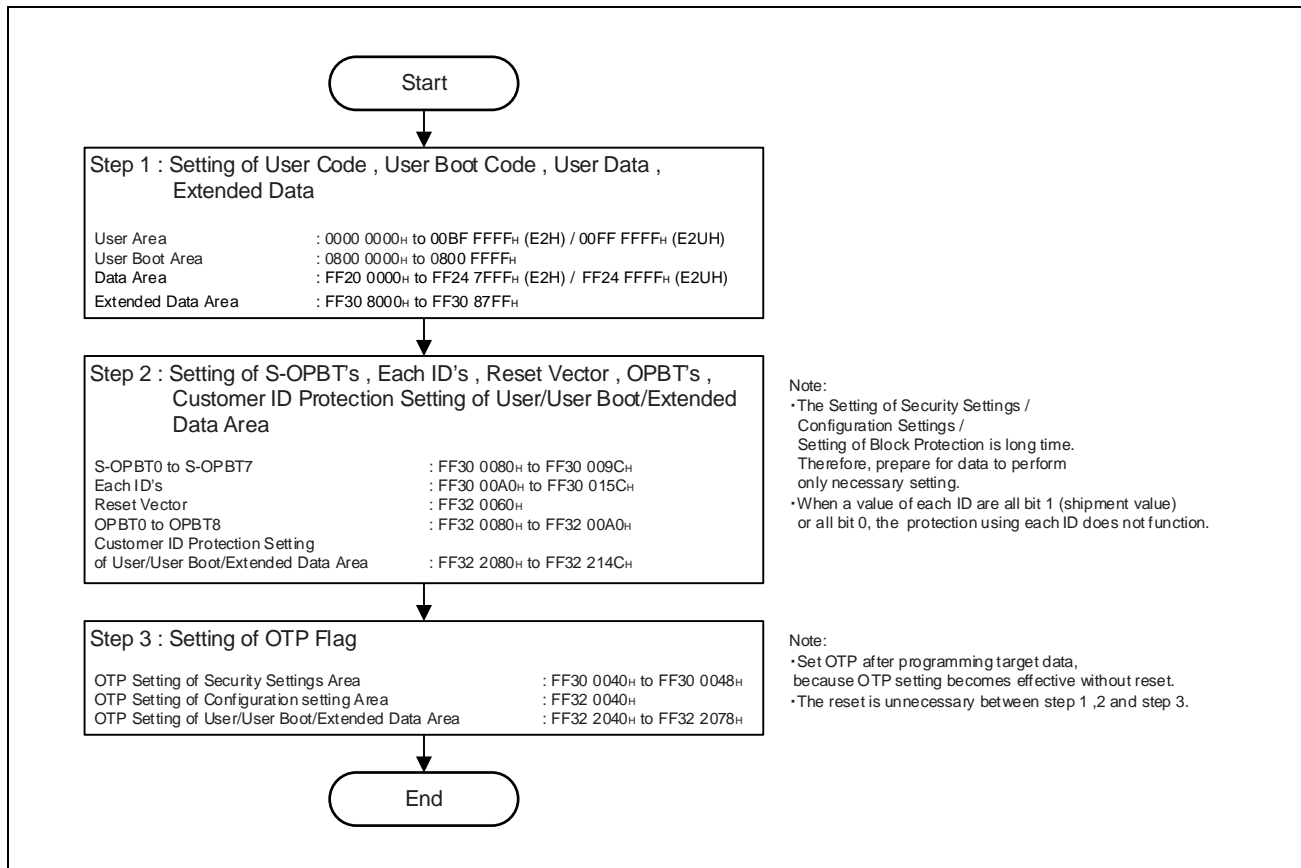 Start
Step 1 : Setting of User Code , User Boot Code , User Data ,
Extended Data
User Area : 0000 0000H to 00BF FFFFH (E2H) / 00FF FFFFH (E2UH)
User Boot Area : 0800 0000H to 0800 FFFFH
Data Area : FF20 0000H to FF24 7FFFH (E2H) / FF24 FFFFH (E2UH)
Extended Data Area : FF30 8000H to FF30 87FFH
Step 2 : Setting of S-OPBT's , Each ID's , Reset Vector , OPBT's ,
Customer ID Protection Setting of User/User Boot/Extended
Data Area
S-OPBT0 to S-OPBT7 : FF30 0080H to FF30 009CH
Each ID's : FF30 00A0H to FF30 015CH
Reset Vector : FF32 0060H
OPBT0 to OPBT8 : FF32 0080H to FF32 00A0H
Customer ID Protection Setting
of User/User Boot/Extended Data Area : FF32 2080H to FF32 214CH
Note:
・The Setting of Security Settings /
Configuration Settings /
Setting of Block Protection is long time.
Therefore, prepare for data to perform
only necessary setting.
・When a value of each ID are all bit 1 (shipment value)
or all bit 0, the protection using each ID does not function.
Step 3 : Setting of OTP Flag
OTP Setting of Security Settings Area : FF30 0040H to FF30 0048H
OTP Setting of Configuration setting Area : FF32 0040H
OTP Setting of User/User Boot/Extended Data Area : FF32 2040H to FF32 2078H
Note:
・Set OTP after programming target data,
because OTP setting becomes effective without reset.
・The reset is unnecessary between step 1 ,2 and step 3.
End